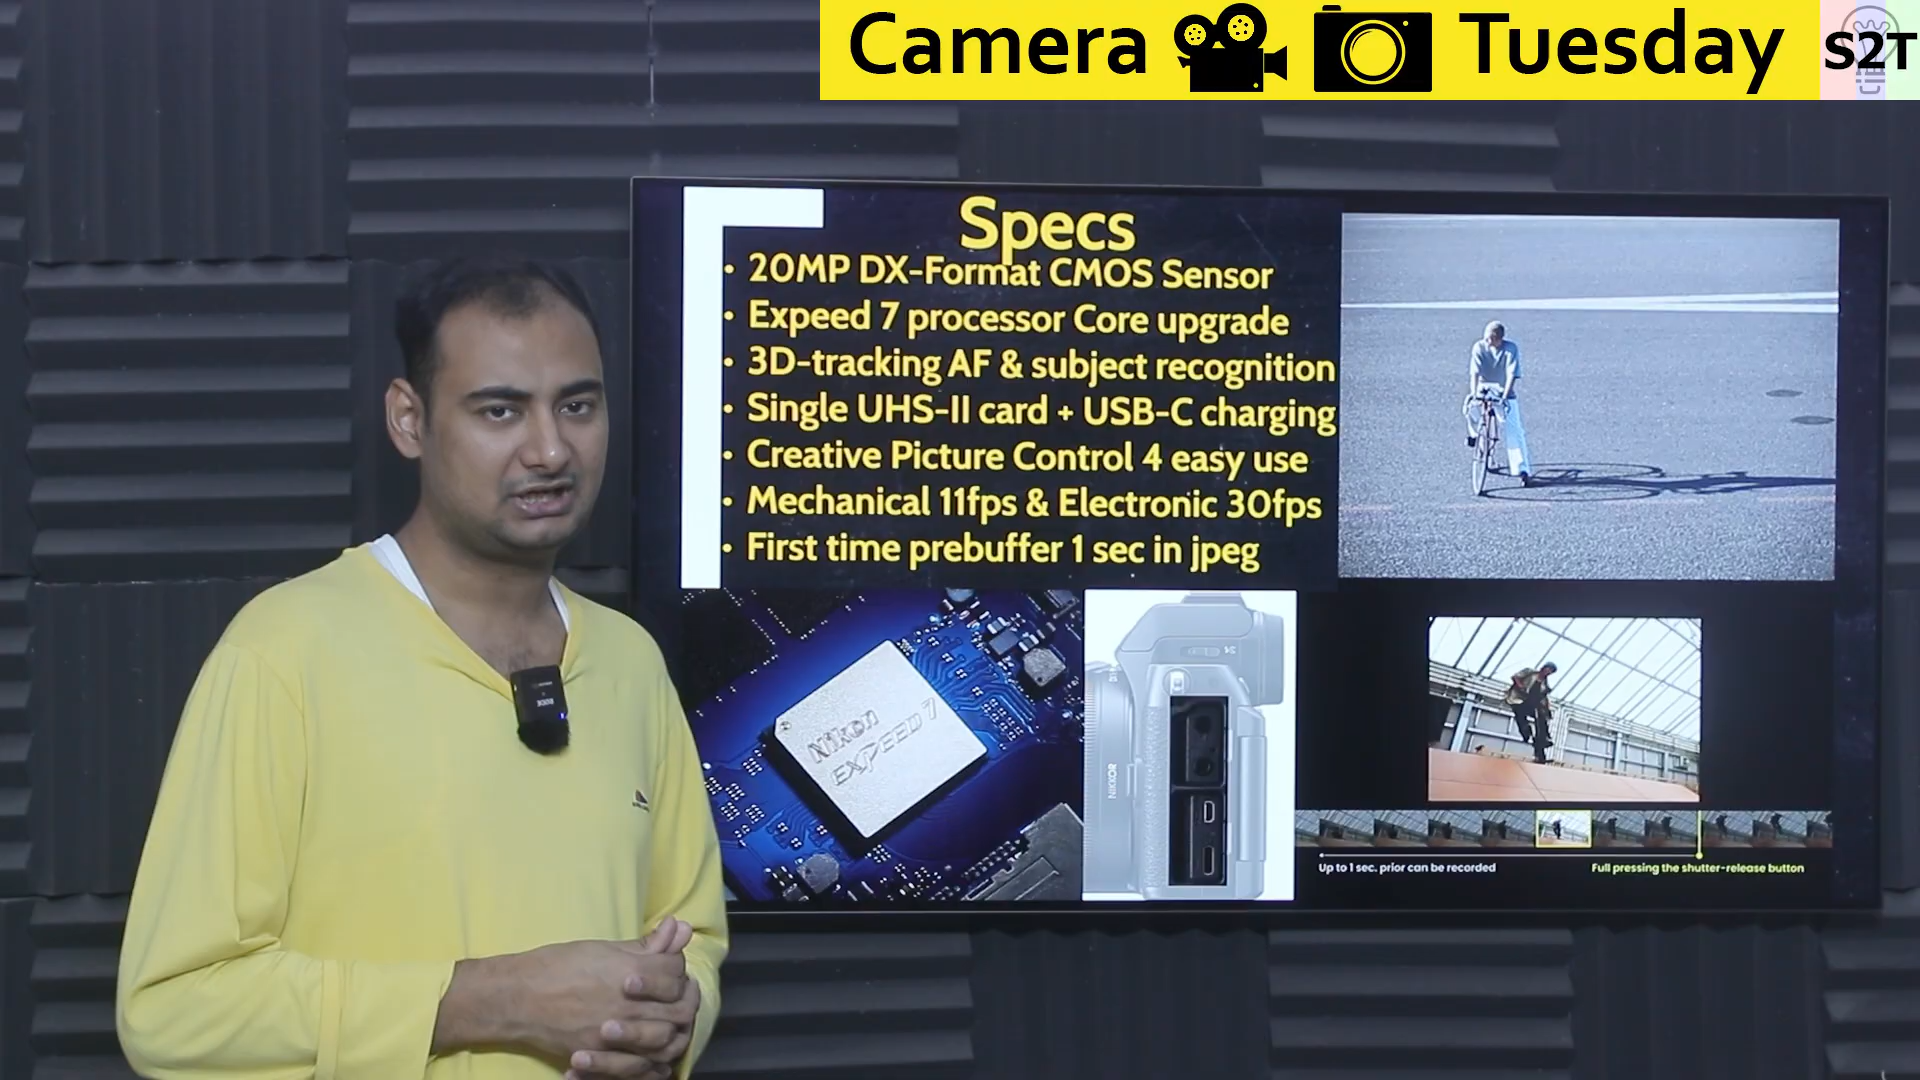 Camera Tuesday
S2T
Specs
• 20MP DX-Format CMOS Sensor
• Expeed 7 processor Core upgrade
• 3D-tracking AF & subject recognition
• Single UHS-II card + USB-C charging
• Creative Picture Control 4 easy use
• Mechanical 11fps & Electronic 30fps
• First time prebuffer 1 sec in jpeg
Nikon
EXPEED 7
NIKKOR
Up to 1 sec. prior can be recorded
Full pressing the shutter-release button
RODE